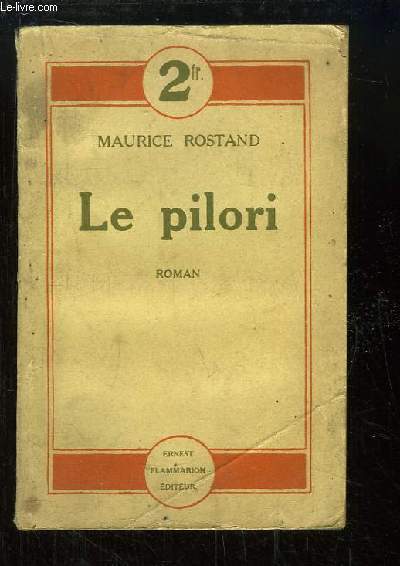 Le-Livre.com
2fr.
MAURICE ROSTAND
Le pilori
ROMAN
ERNEST
FLAMMARION
ÉDITEUR